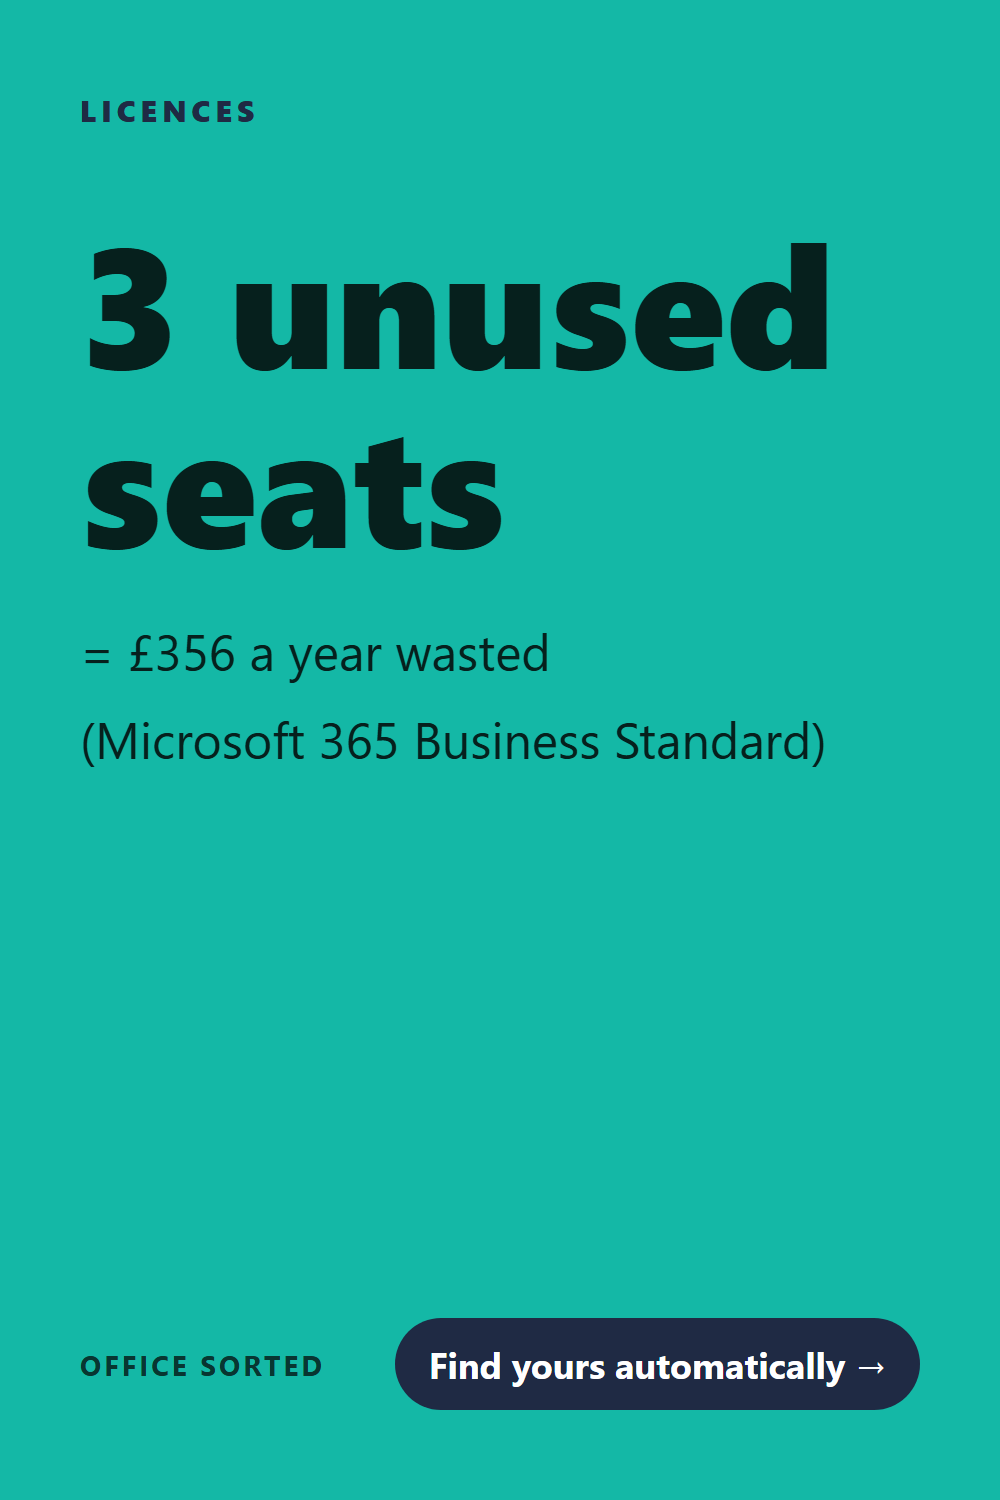 LICENCES
3 unused
seats
= £356 a year wasted
(Microsoft 365 Business Standard)
OFFICE SORTED
Find yours automatically →